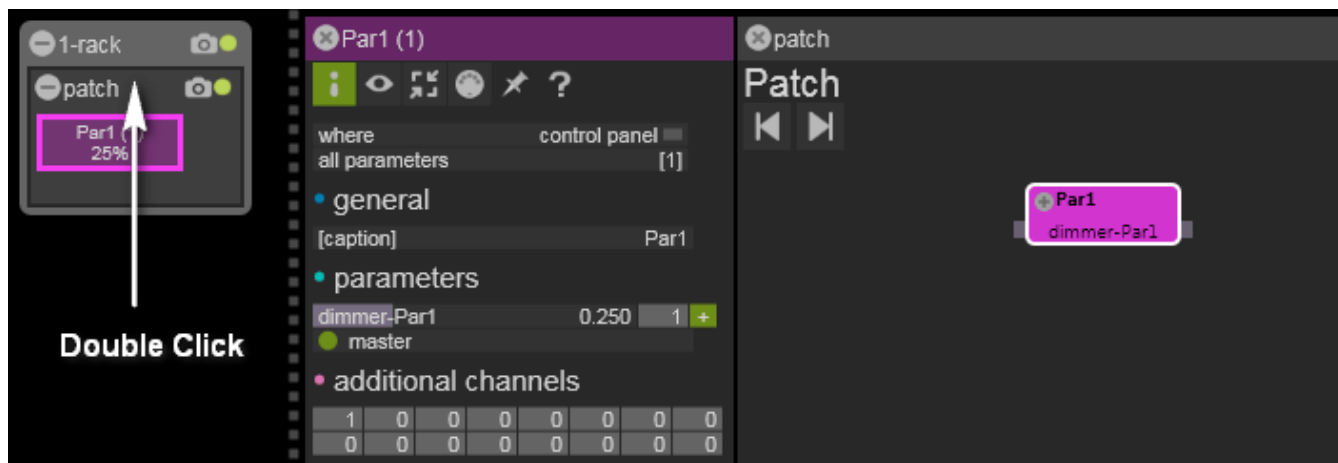 1-rack
patch
Par1 (
25%
Double Click
Par1 (1)
?
where control panel
all parameters [1]
general
[caption] Par1
parameters
dimmer-Par1 0.250 1 +
master
additional channels
1 0 0 0 0 0 0 0
0 0 0 0 0 0 0 0
patch
Patch
Par1
dimmer-Par1